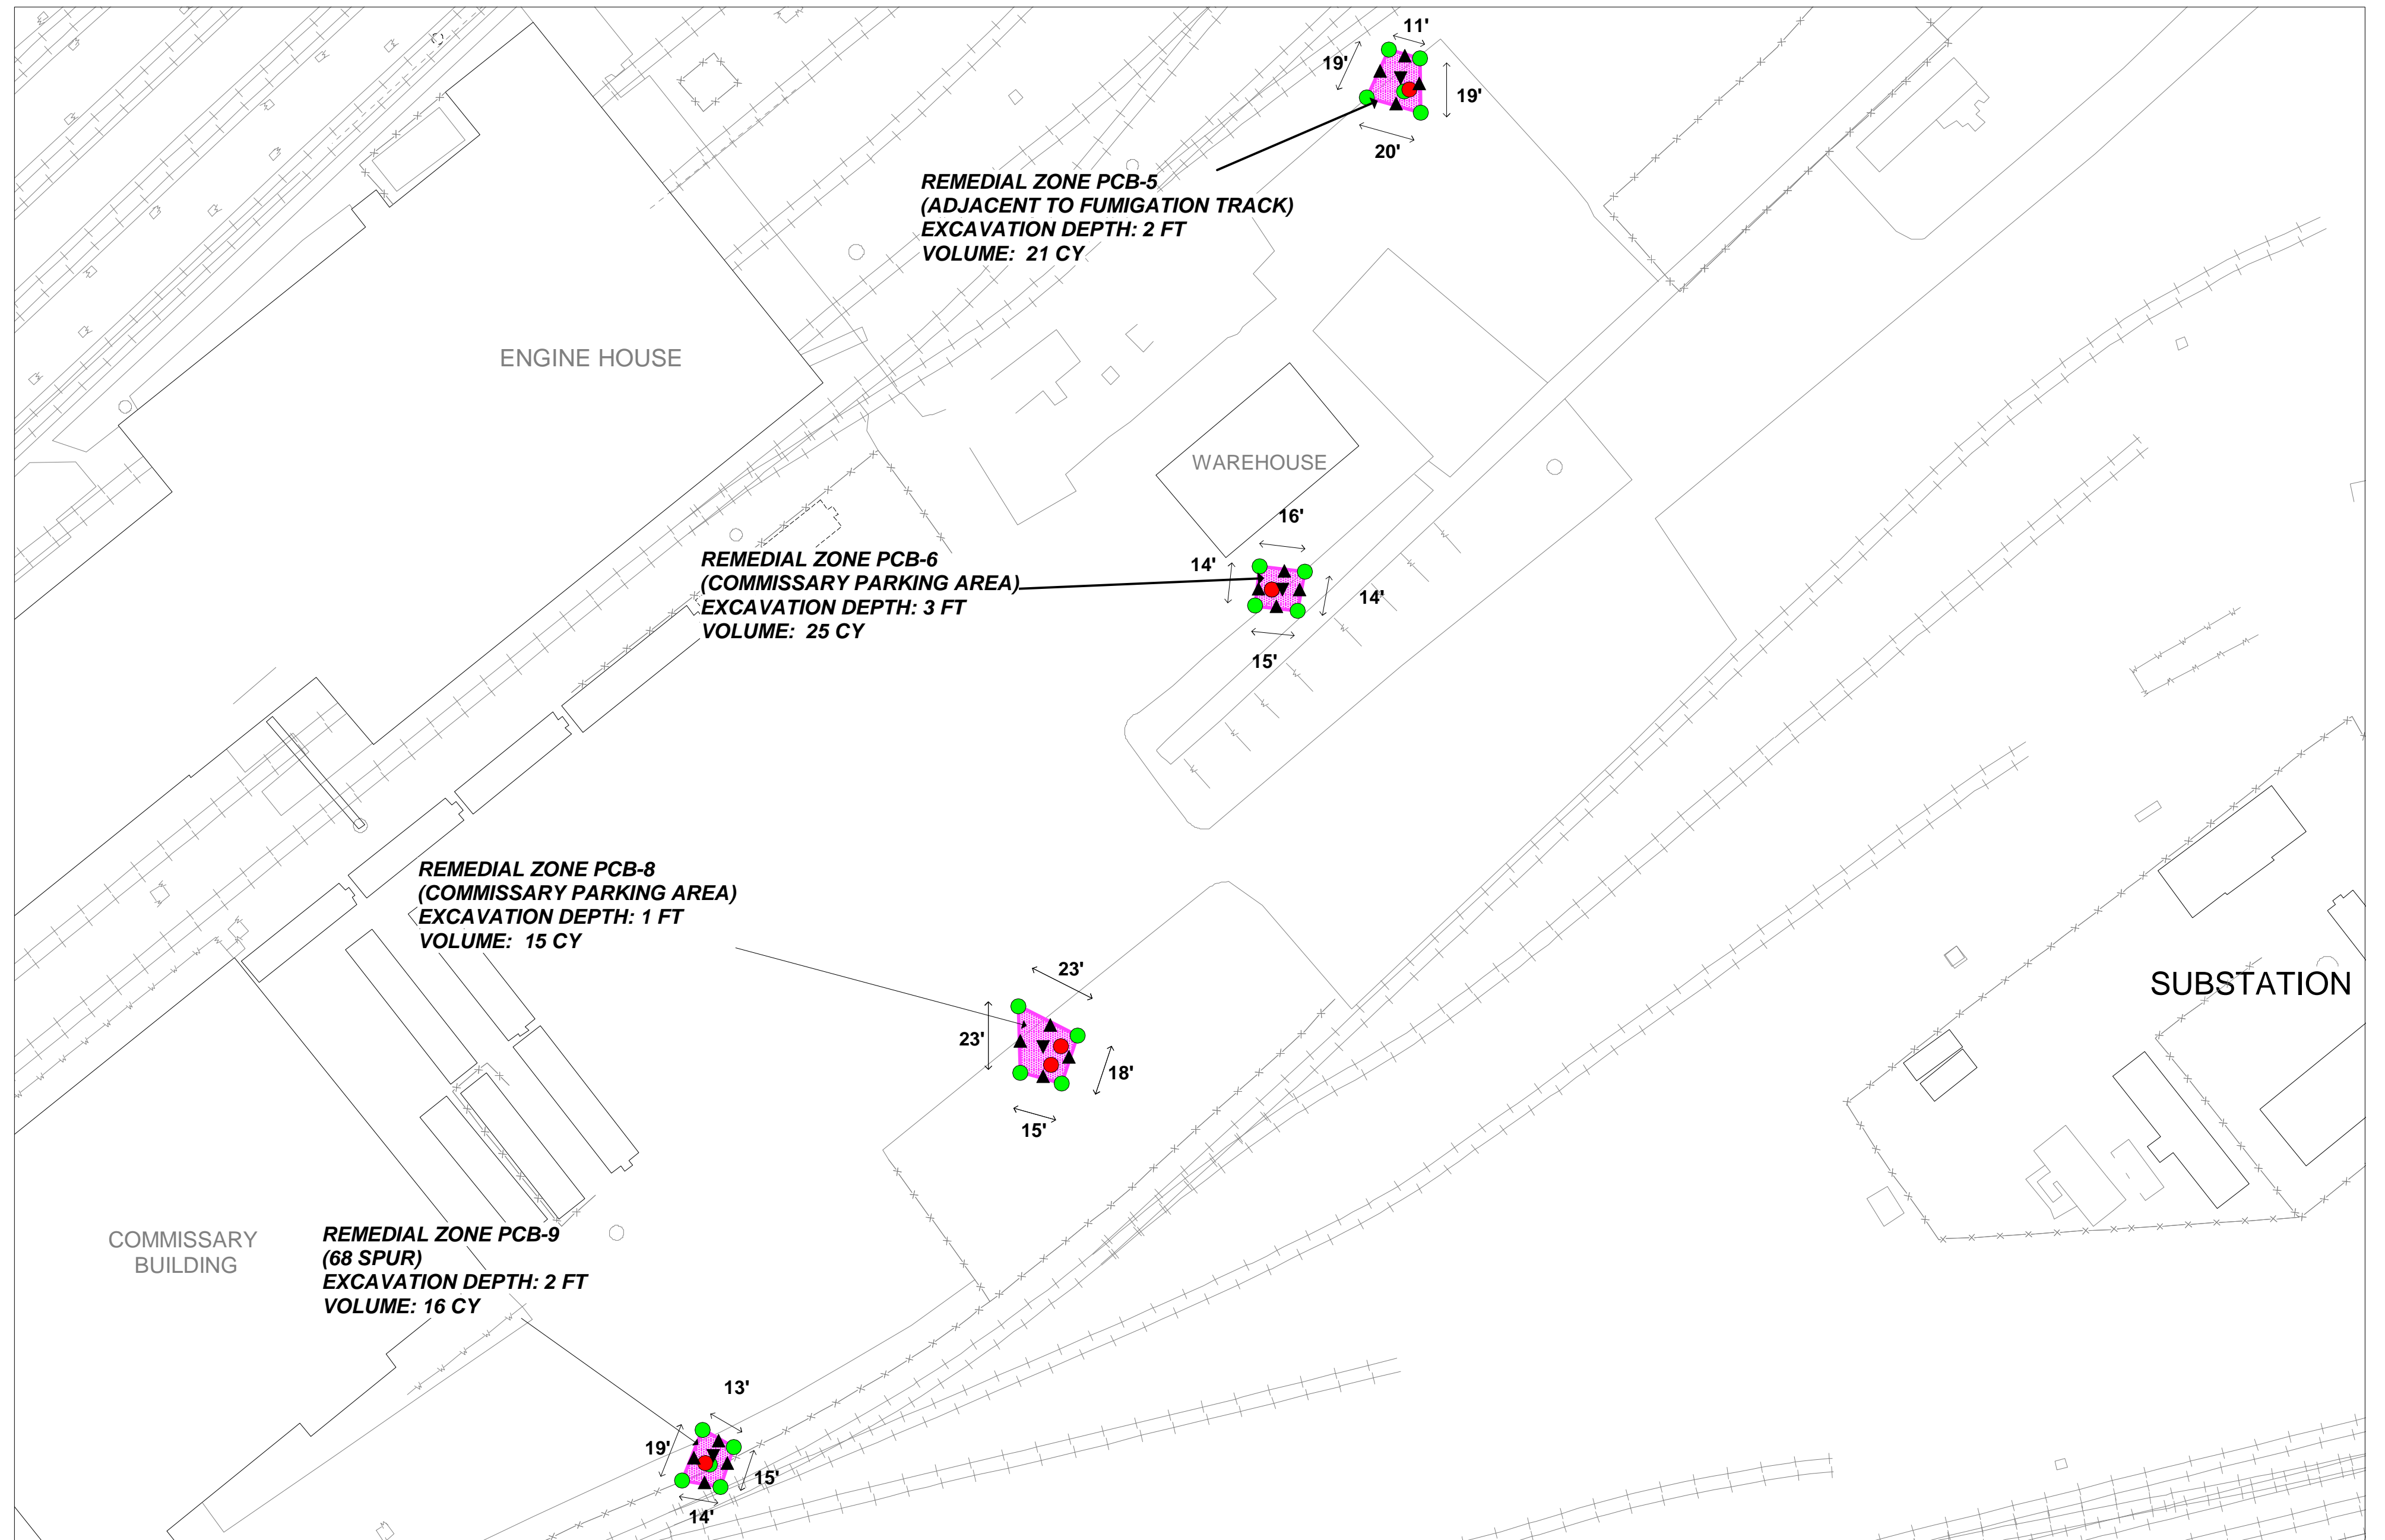 11'
19'
19'
20'
REMEDIAL ZONE PCB-5
(ADJACENT TO FUMIGATION TRACK)
EXCAVATION DEPTH: 2 FT
VOLUME: 21 CY
ENGINE HOUSE
WAREHOUSE
16'
14'
14'
15'
REMEDIAL ZONE PCB-6
(COMMISSARY PARKING AREA)
EXCAVATION DEPTH: 3 FT
VOLUME: 25 CY
REMEDIAL ZONE PCB-8
(COMMISSARY PARKING AREA)
EXCAVATION DEPTH: 1 FT
VOLUME: 15 CY
23'
23'
18'
15'
SUBSTATION
COMMISSARY
BUILDING
REMEDIAL ZONE PCB-9
(68 SPUR)
EXCAVATION DEPTH: 2 FT
VOLUME: 16 CY
13'
19'
15'
14'